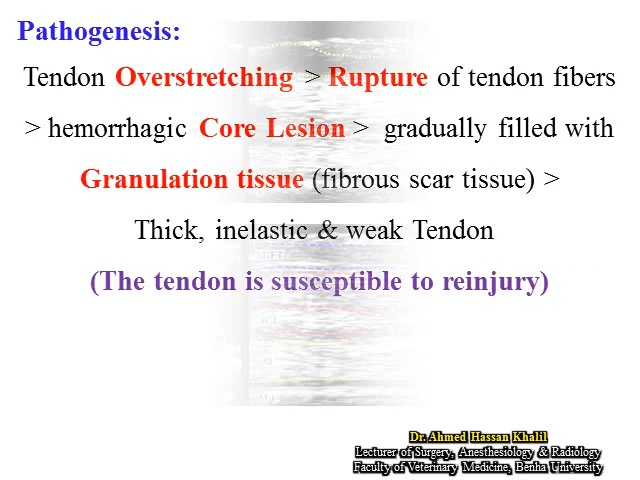 Pathogenesis:
Tendon Overstretching > Rupture of tendon fibers
> hemorrhagic Core Lesion > gradually filled with
Granulation tissue (fibrous scar tissue) >
Thick, inelastic & weak Tendon
(The tendon is susceptible to reinjury)
Dr. Ahmed Hassan Khalil
Lecturer of Surgery, Anesthesiology & Radiology
Faculty of Veterinary Medicine, Benha University